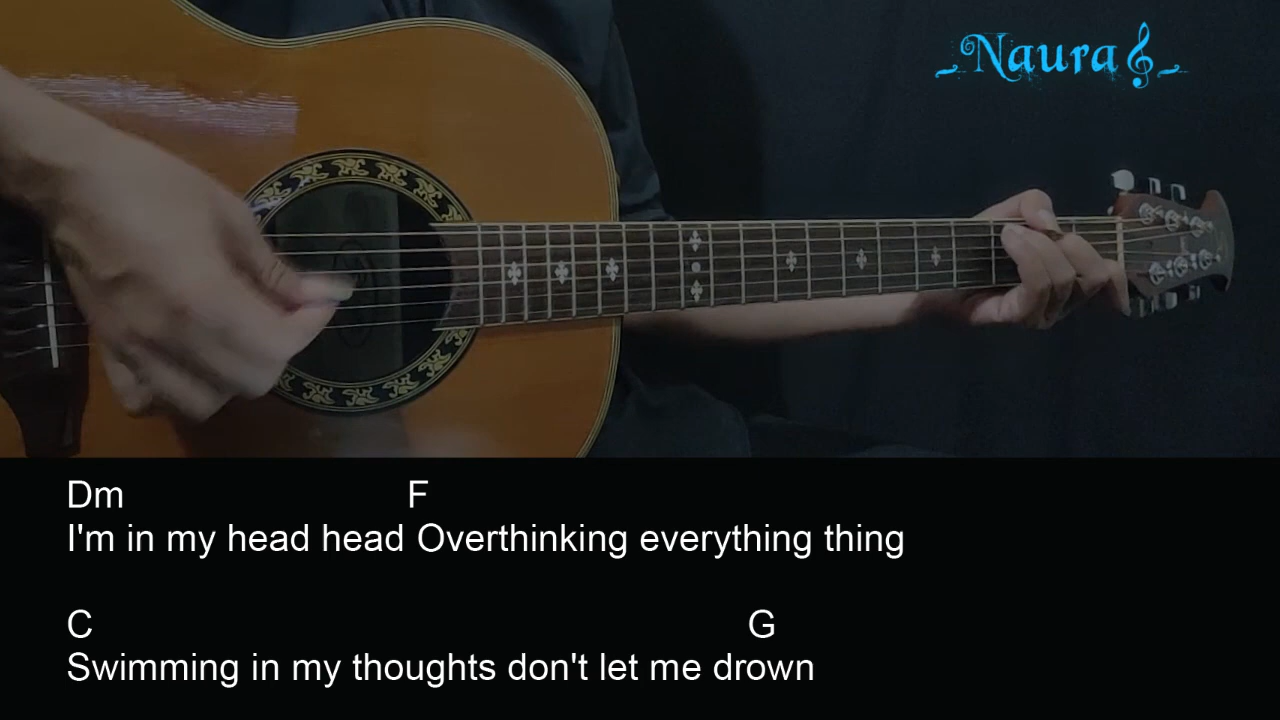 Naura
Dm F
I'm in my head head Overthinking everything thing
C G
Swimming in my thoughts don't let me drown